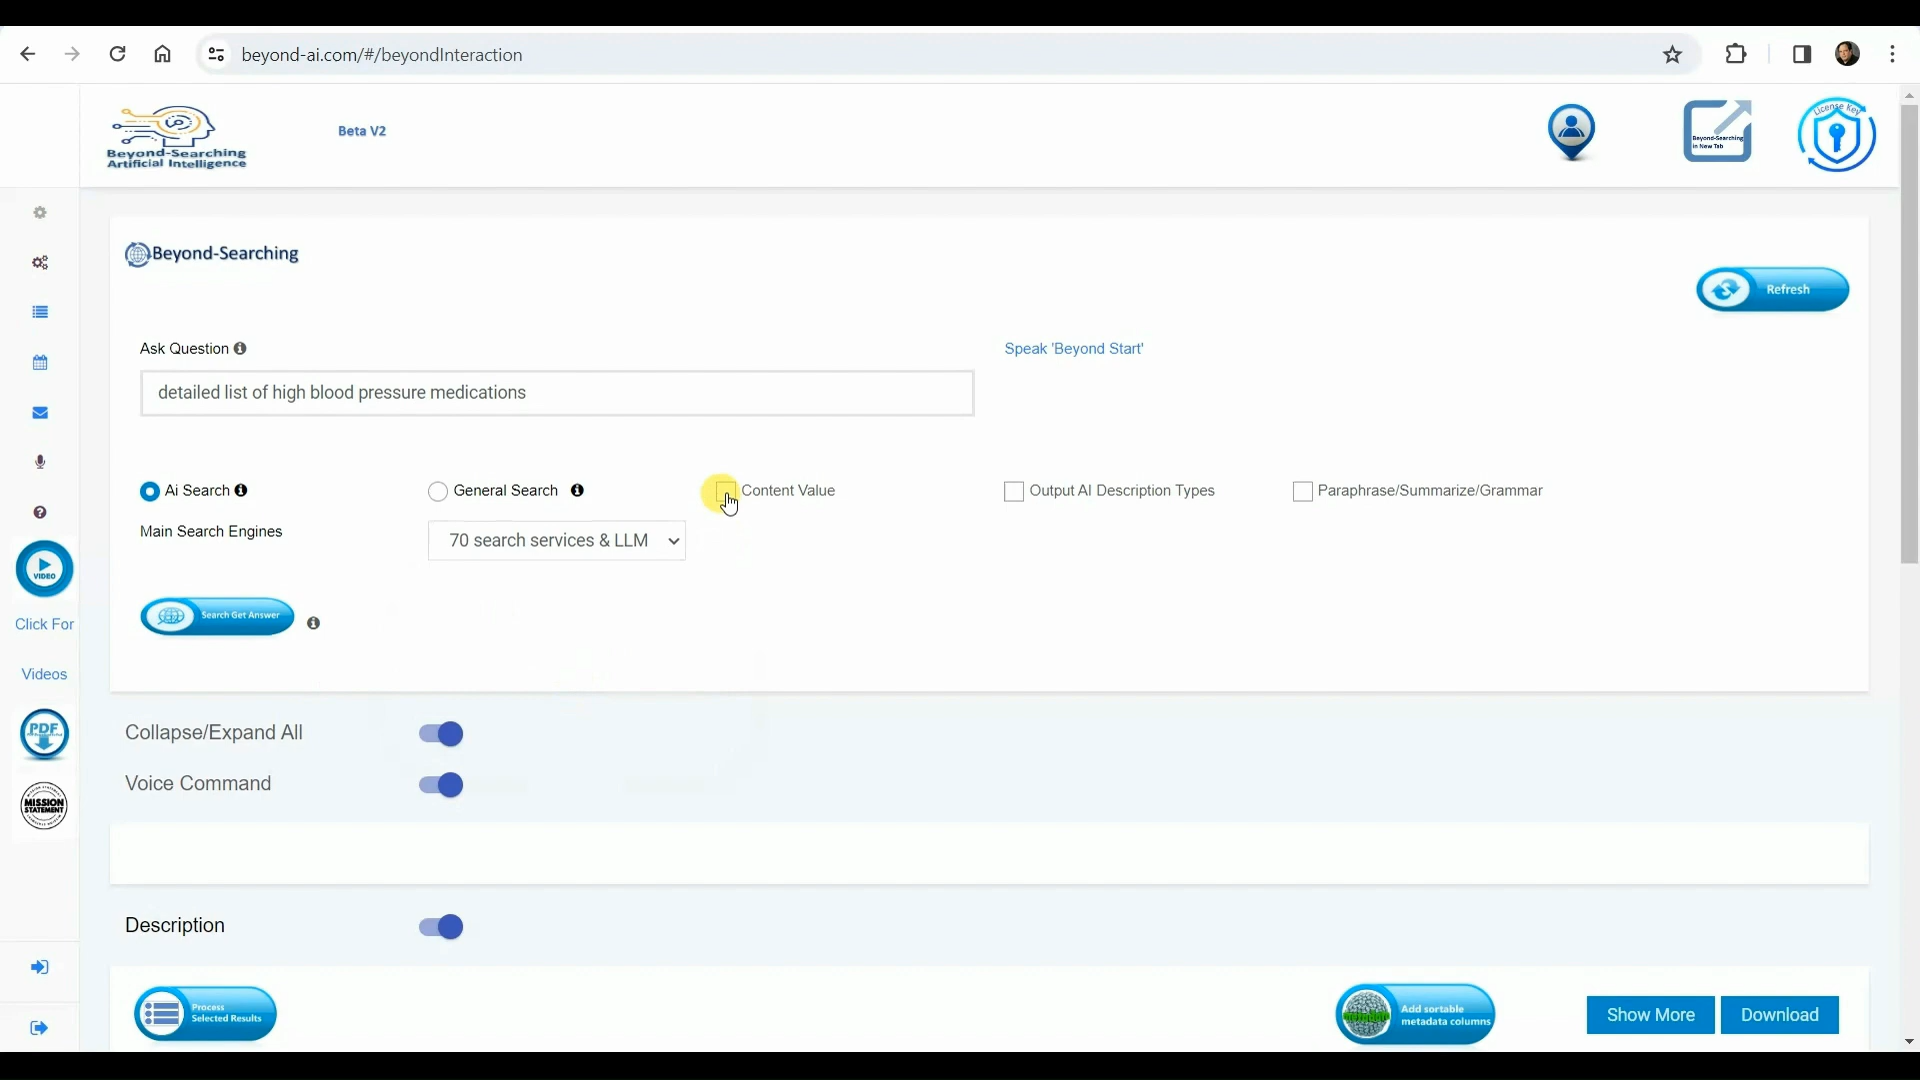 beyond-ai.com/#/beyondInteraction
Beyond-Searching
Artificial Intelligence
Beta V2
Beyond-Searching
in New Tab
License Key
Beyond-Searching
Refresh
Ask Question
Speak 'Beyond Start'
detailed list of high blood pressure medications
Ai Search
General Search
Content Value
Output AI Description Types
Paraphrase/Summarize/Grammar
Main Search Engines
70 search services & LLM
Search Get Answer
VIDEO
Click For
Videos
PDF
MISSION
STATEMENT
Collapse/Expand All
Voice Command
Description
Process
Selected Results
metadata
Add sortable
metadata columns
Show More
Download